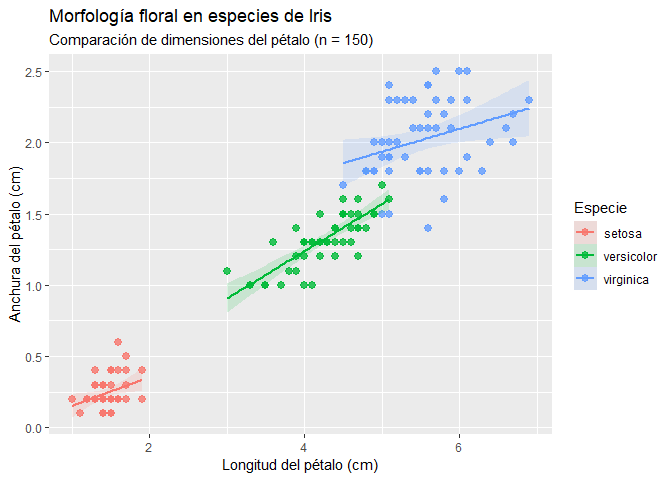 Morfología floral en especies de Iris
Comparación de dimensiones del pétalo (n = 150)
2.5
2.0
1.5
1.0
0.5
0.0
Anchura del pétalo (cm)
2 4 6
Longitud del pétalo (cm)
Especie
setosa
versicolor
virginica